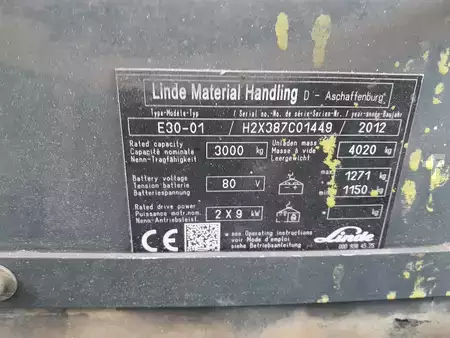 Linde Material Handling D - Aschaffenburg
Type-Modèle-Typ / Serial no.-No. de série-Serien-Nr. / year-année-Baujahr
E30-01 / H2X387C01449 / 2012
Rated capacity
Capacité nominale 3000 kg
Nenn-Tragfähigkeit
Unladen mass
Masse à vide 4020 kg
Leergewicht
Battery voltage
Tension batterie 80 V
Batteriespannung
max 1271 kg
min 1150 kg
Rated drive power
Puissance motr.nom. 2 X 9 kW
Nenn-Antriebsleist.
* kg
CE
* see Operating instructions
voir Mode d'emploi
siehe Betriebsanleitung
Linde